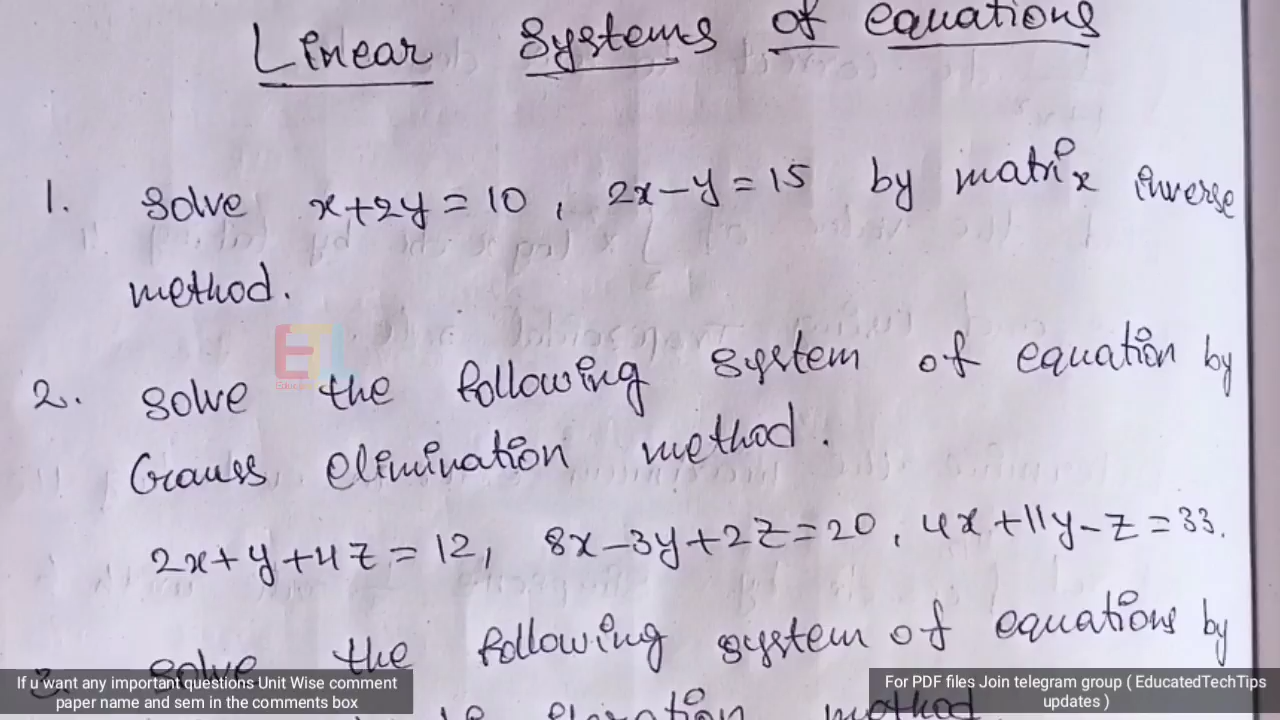 Linear Systems of equations
1. Solve x+2y=10, 2x-y=15 by matrix inverse
method.
2. Solve the following system of equation by
Gauss elimination method.
2x+y+4z=12, 8x-3y+2z=20, 4x+11y-z=33.
3. Solve the following system of equations by
method
If u want any important questions Unit Wise comment
paper name and sem in the comments box
For PDF files Join telegram group ( EducatedTechTips
updates )